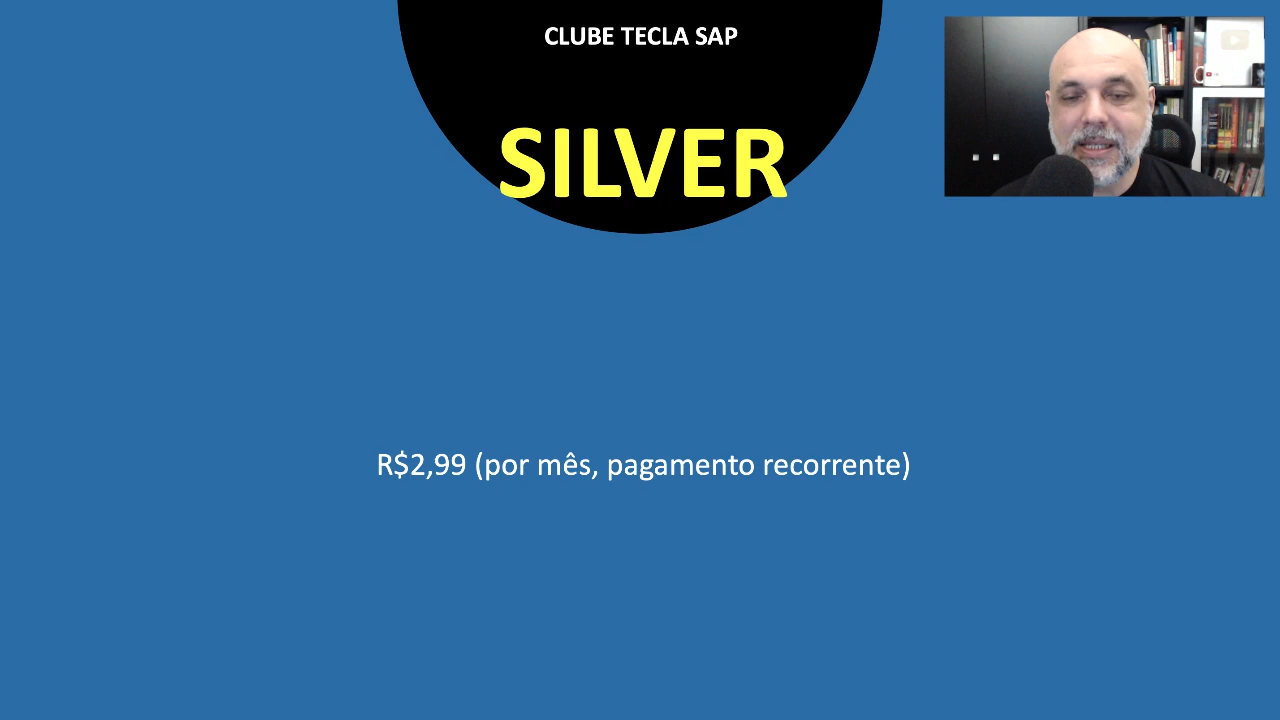 CLUBE TECLA SAP
SILVER
R$2,99 (por mês, pagamento recorrente)